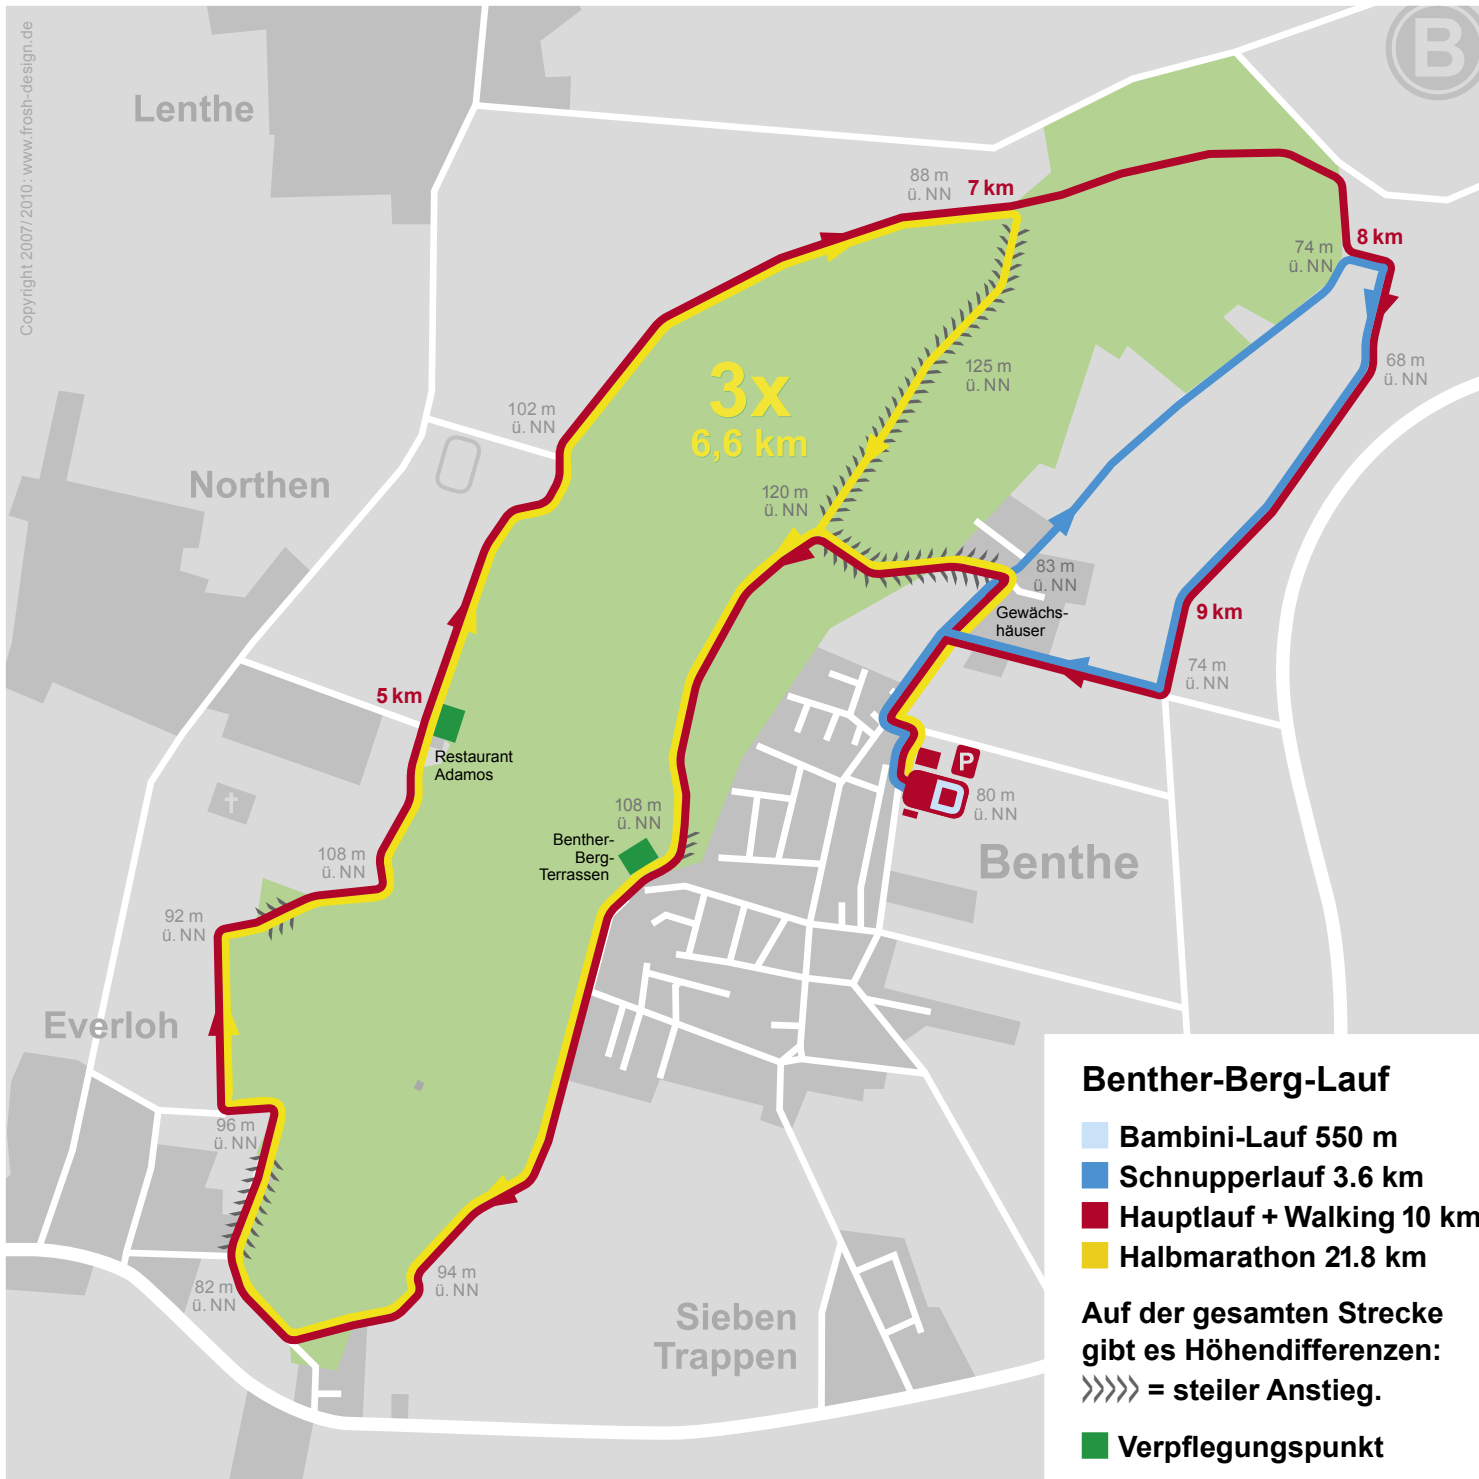 Copyright 2007/ 2010: www.frosh-design.de
B
Lenthe
88 m
ü. NN
7 km
8 km
74 m
ü. NN
68 m
ü. NN
125 m
ü. NN
3x
6,6 km
102 m
ü. NN
Northen
120 m
ü. NN
83 m
ü. NN
Gewächs-
häuser
9 km
74 m
ü. NN
5 km
Restaurant
Adamos
P
80 m
ü. NN
108 m
ü. NN
Benther-
Berg-
Terrassen
Benthe
108 m
ü. NN
92 m
ü. NN
Everloh
96 m
ü. NN
82 m
ü. NN
94 m
ü. NN
Sieben
Trappen
Benther-Berg-Lauf
Bambini-Lauf 550 m
Schnupperlauf 3.6 km
Hauptlauf + Walking 10 km
Halbmarathon 21.8 km
Auf der gesamten Strecke
gibt es Höhendifferenzen:
= steiler Anstieg.
Verpflegungspunkt